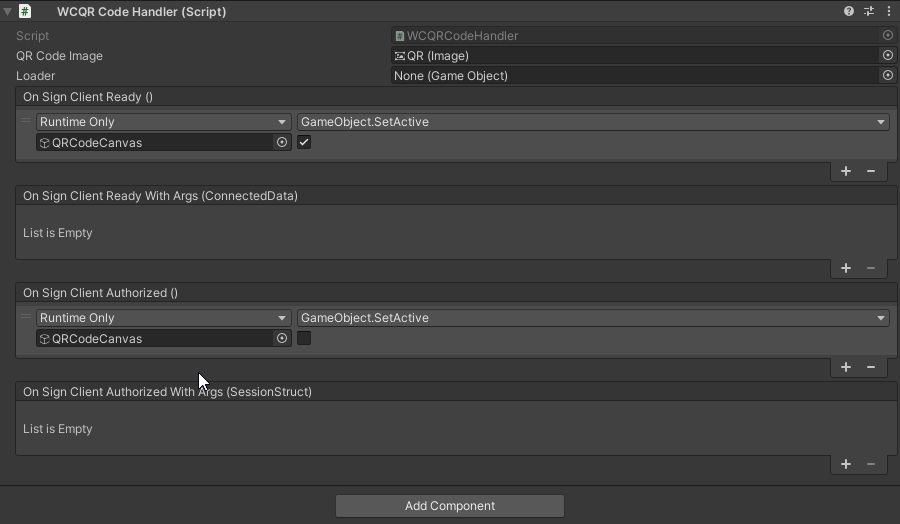 WCQR Code Handler (Script)
Script WCQRCodeHandler
QR Code Image QR (Image)
Loader None (Game Object)
On Sign Client Ready ()
Runtime Only GameObject.SetActive
QRCodeCanvas
On Sign Client Ready With Args (ConnectedData)
List is Empty
On Sign Client Authorized ()
Runtime Only GameObject.SetActive
QRCodeCanvas
On Sign Client Authorized With Args (SessionStruct)
List is Empty
Add Component